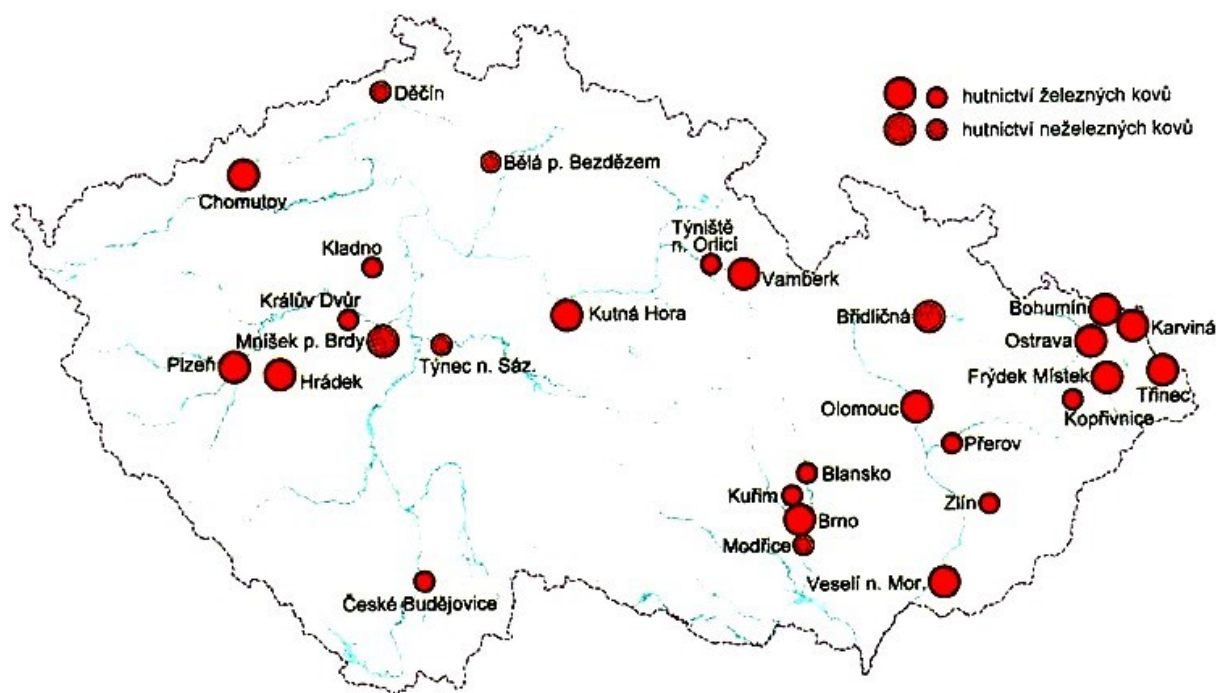 hutnictví železných kovů
hutnictví neželezných kovů
Děčín
Bělá p. Bezdězem
Chomutov
Týniště
n. Orlicí
Vamberk
Kladno
Králův Dvůr
Mníšek p. Brdy
Kutná Hora
Břidličná
Bohumín
Karviná
Ostrava
Plzeň
Hrádek
Týnec n. Sáz.
Frýdek Místek
Třinec
Kopřivnice
Olomouc
Přerov
Blansko
Kuřim
Brno
Modřice
Zlín
Veselí n. Mor.
České Budějovice